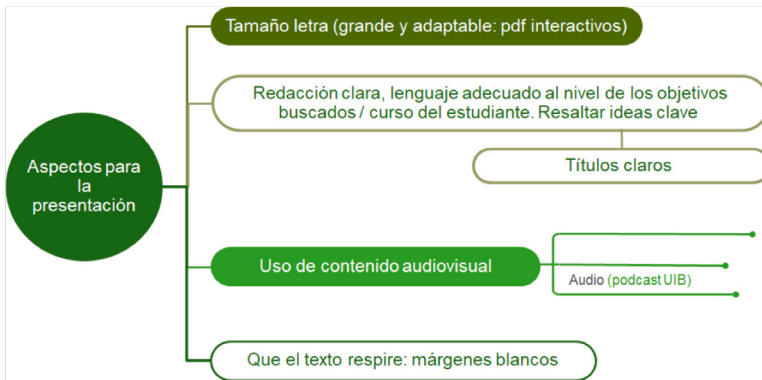 Tamaño letra (grande y adaptable: pdf interactivos)
Redacción clara, lenguaje adecuado al nivel de los objetivos
buscados / curso del estudiante. Resaltar ideas clave
Títulos claros
Aspectos para
la
presentación
Uso de contenido audiovisual
Audio (podcast UIB)
Que el texto respire: márgenes blancos